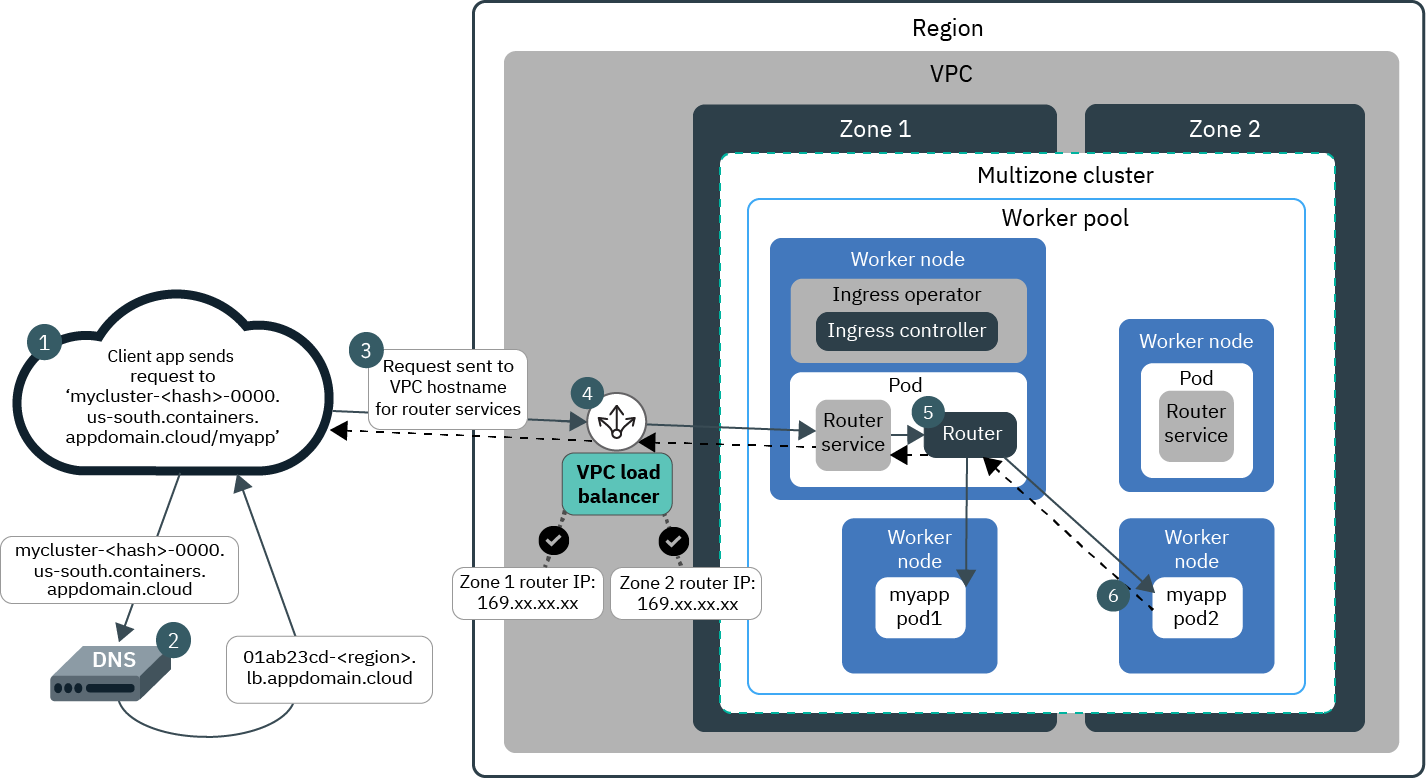 Region
VPC
Zone 1
Zone 2
Multizone cluster
Worker pool
Worker node
Ingress operator
Ingress controller
Pod
Router
service
5
Router
Worker node
Pod
Router
service
Worker
node
myapp
pod1
Worker
node
6
myapp
pod2
1
Client app sends
request to
‘mycluster-<hash>-0000.
us-south.containers.
appdomain.cloud/myapp’
3
Request sent to
VPC hostname
for router services
4
VPC load
balancer
Zone 1 router IP:
169.xx.xx.xx
Zone 2 router IP:
169.xx.xx.xx
mycluster-<hash>-0000.
us-south.containers.
appdomain.cloud
2
DNS
01ab23cd-<region>.
lb.appdomain.cloud